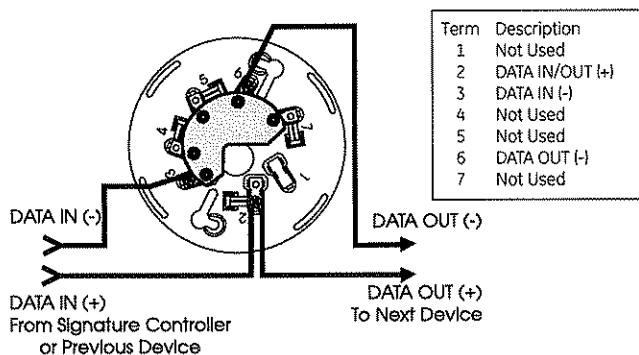 Term Description
1 Not Used
2 DATA IN/OUT (+)
3 DATA IN (-)
4 Not Used
5 Not Used
6 DATA OUT (-)
7 Not Used
6
5
4
7
3
1
2
DATA IN (-)
DATA OUT (-)
DATA IN (+)
From Signature Controller
or Previous Device
DATA OUT (+)
To Next Device